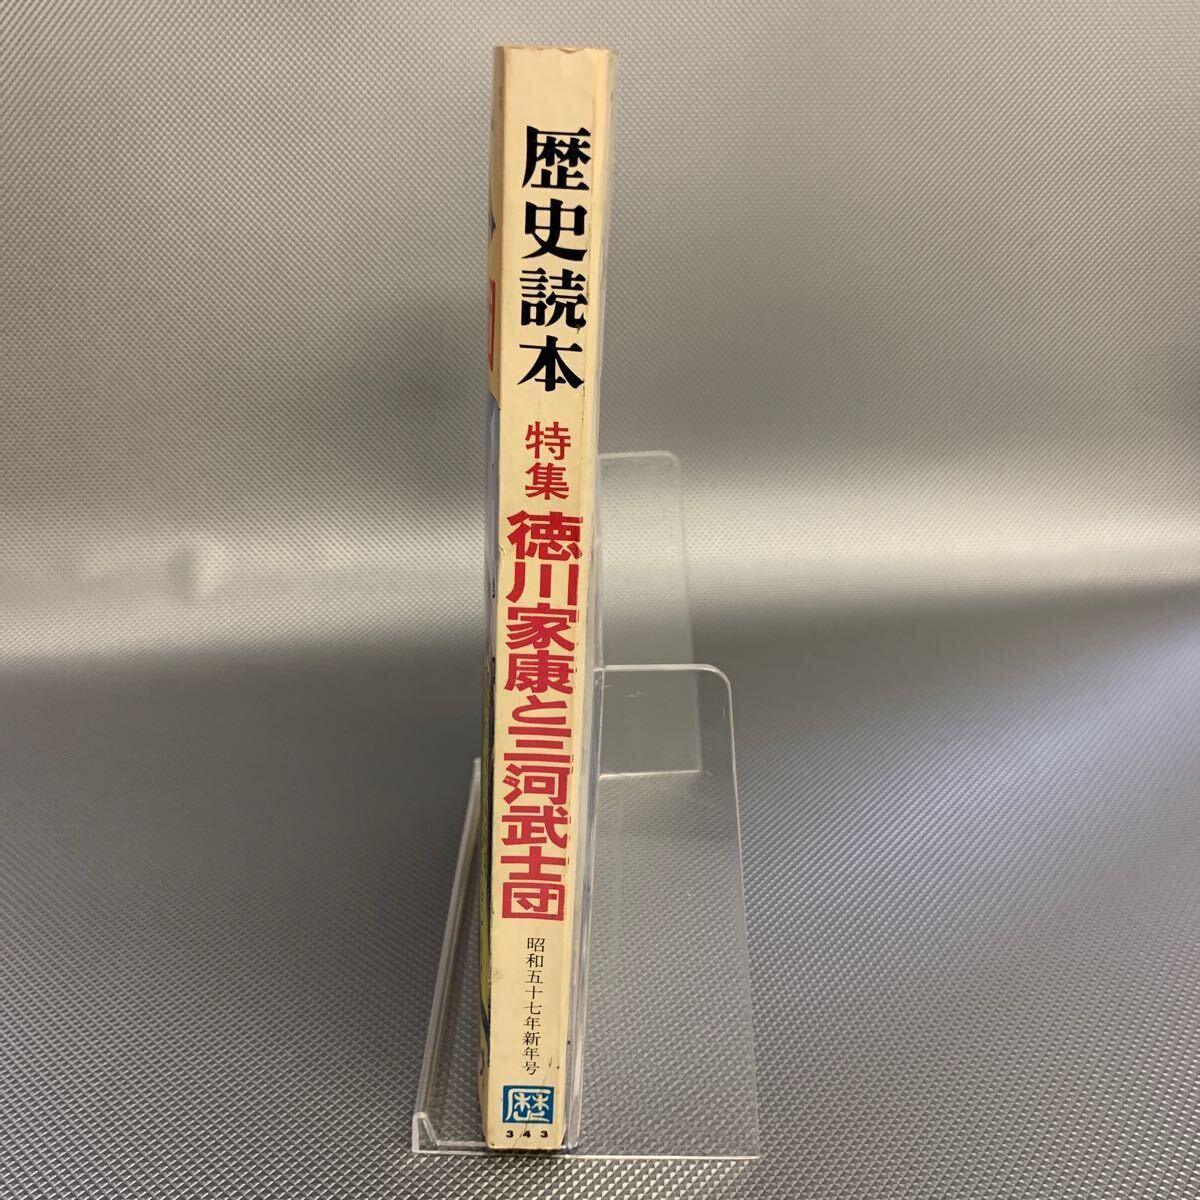 歴史読本
特集
徳川家康と三河武士団
昭和五十七年新年号
歴
343